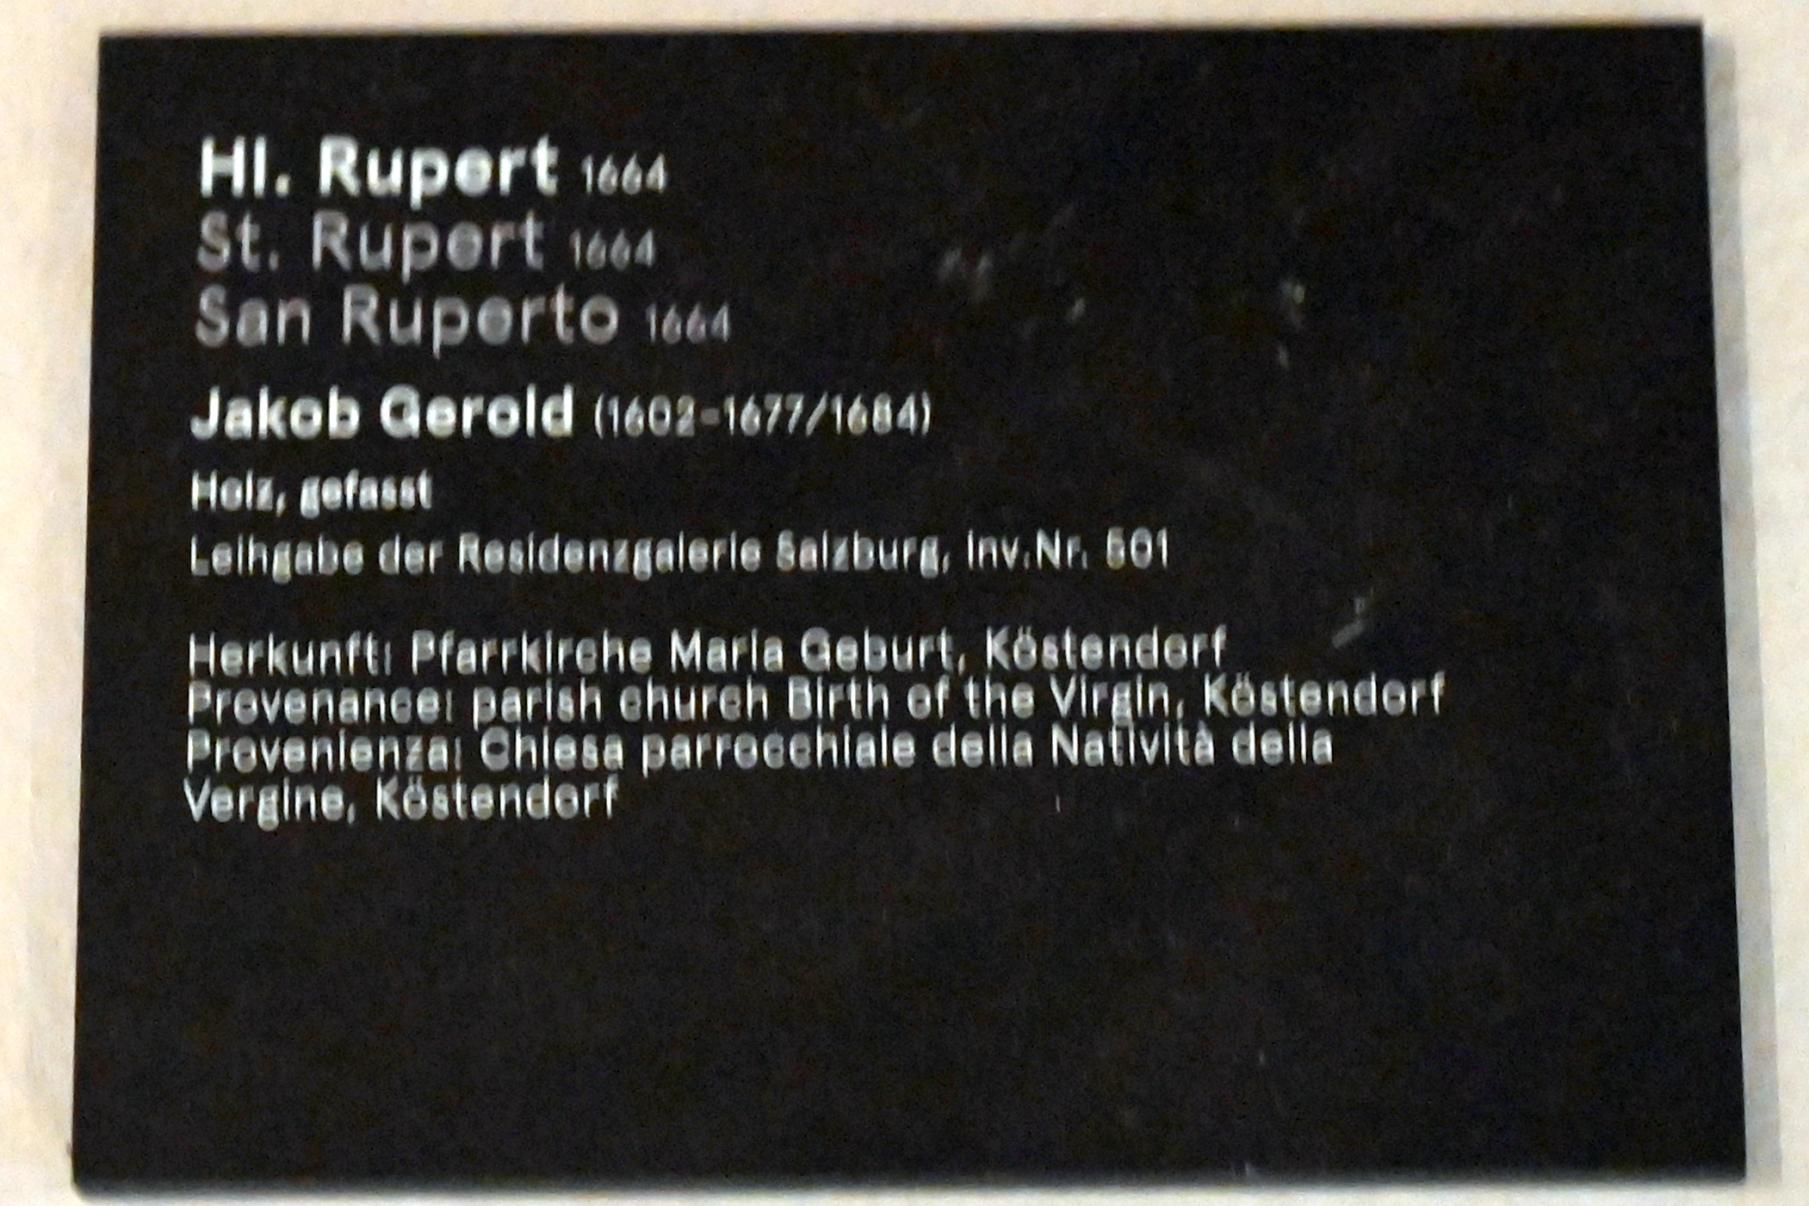 Hl. Rupert 1664
St. Rupert 1664
San Ruperto 1664
Jakob Gerold (1602-1677/1684)
Holz, gefasst
Leihgabe der Residenzgalerie Salzburg, Inv.Nr. 501
Herkunft: Pfarrkirche Maria Geburt, Köstendorf
Provenance: parish church Birth of the Virgin, Köstendorf
Provenienza: Chiesa parrocchiale della Natività della
Vergine, Köstendorf